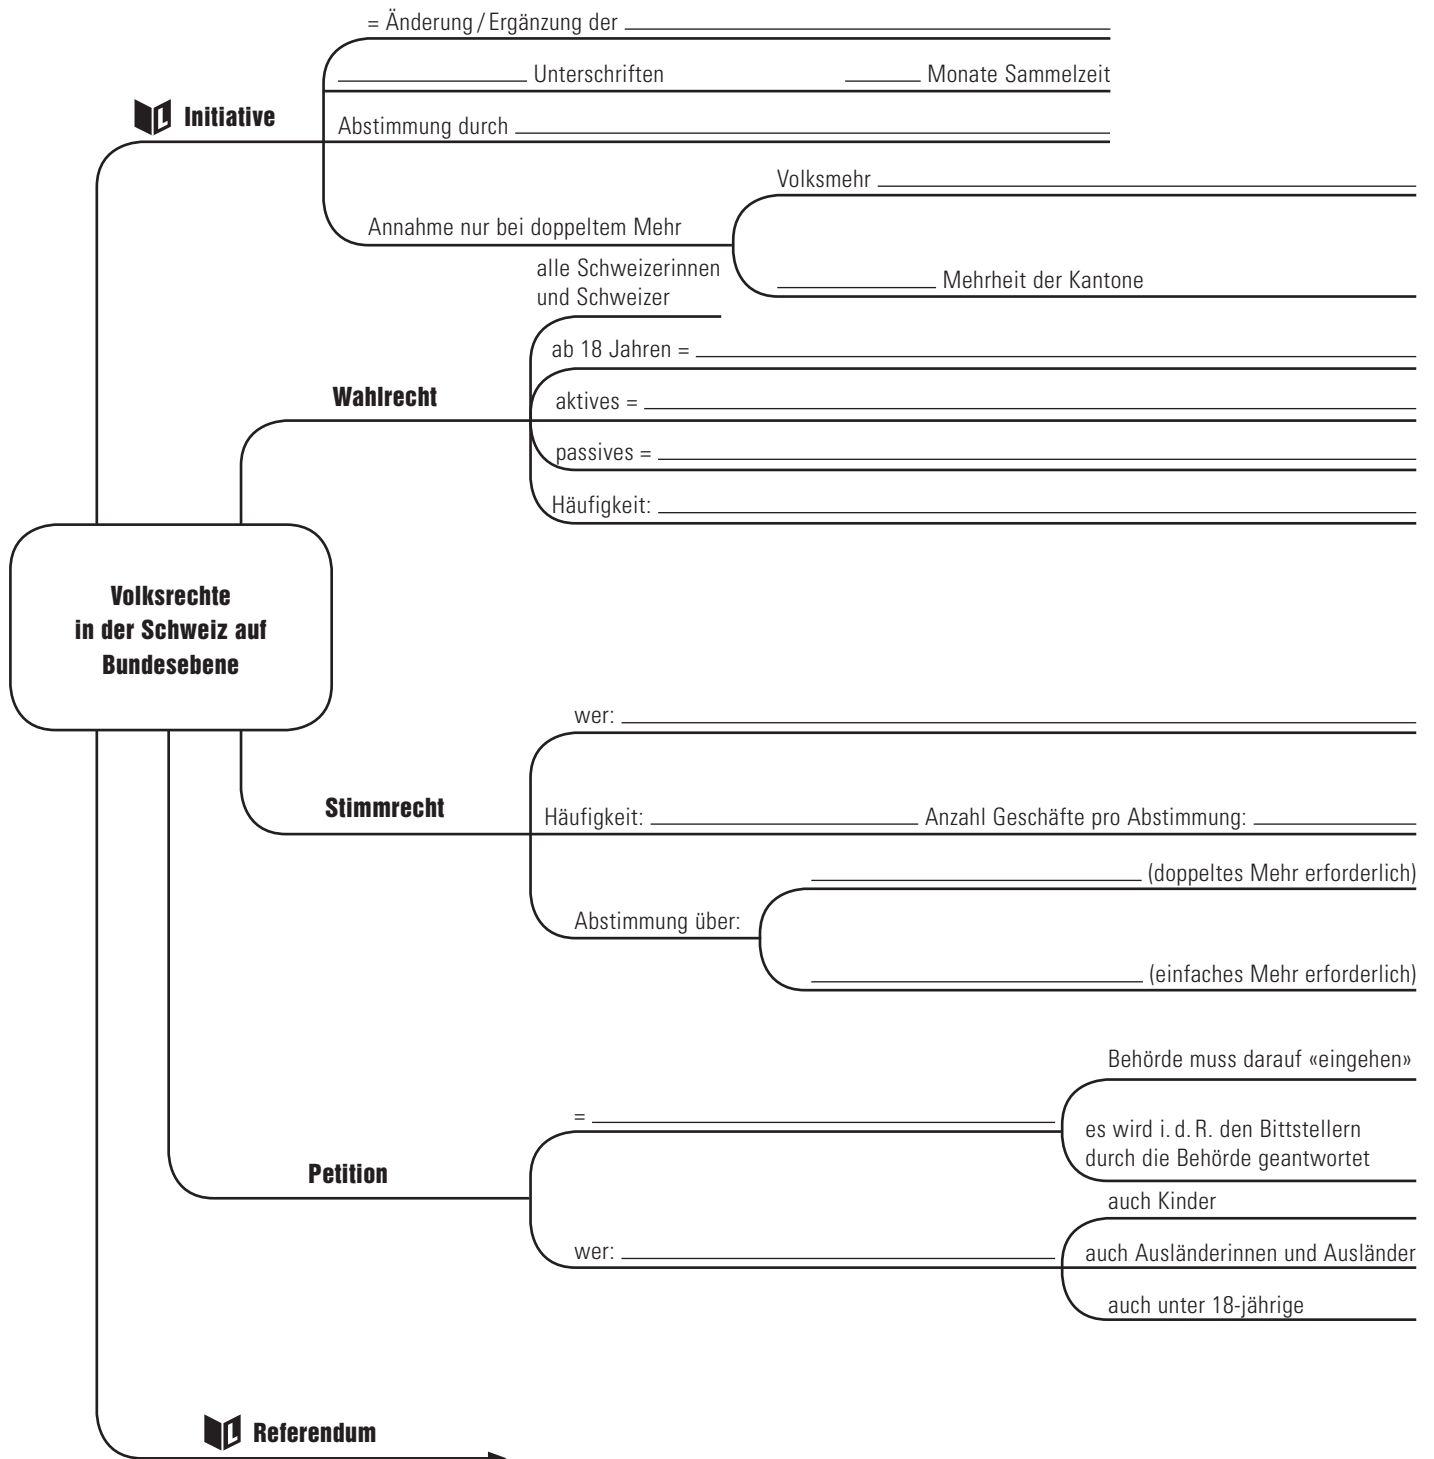 = Änderung / Ergänzung der
Unterschriften Monate Sammelzeit
Initiative
Abstimmung durch
Volksmehr
Annahme nur bei doppeltem Mehr
Mehrheit der Kantone
alle Schweizerinnen
und Schweizer
ab 18 Jahren =
Wahlrecht
aktives =
passives =
Häufigkeit:
Volksrechte
in der Schweiz auf
Bundesebene
wer:
Stimmrecht
Häufigkeit: Anzahl Geschäfte pro Abstimmung:
(doppeltes Mehr erforderlich)
Abstimmung über:
(einfaches Mehr erforderlich)
Behörde muss darauf «eingehen»
=
es wird i. d. R. den Bittstellern
durch die Behörde geantwortet
Petition
auch Kinder
wer:
auch Ausländerinnen und Ausländer
auch unter 18-jährige
Referendum